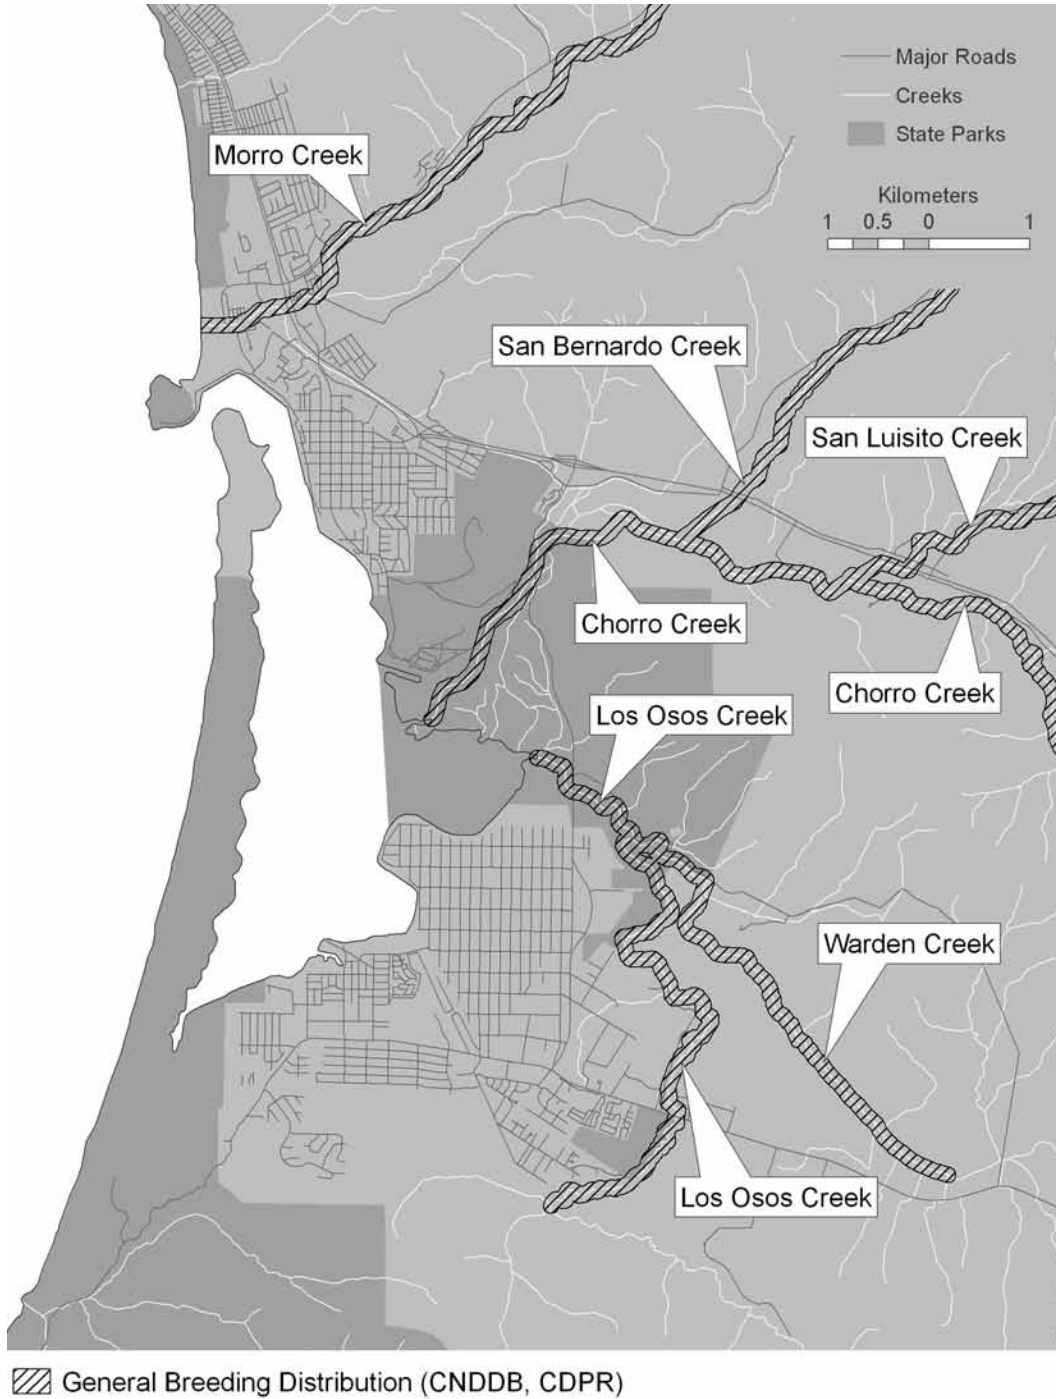 Major Roads
Creeks
State Parks
Morro Creek
Kilometers
1 0.5 0 1
San Bernardo Creek
San Luisito Creek
Chorro Creek
Chorro Creek
Los Osos Creek
Warden Creek
Los Osos Creek
General Breeding Distribution (CNDDB, CDPR)